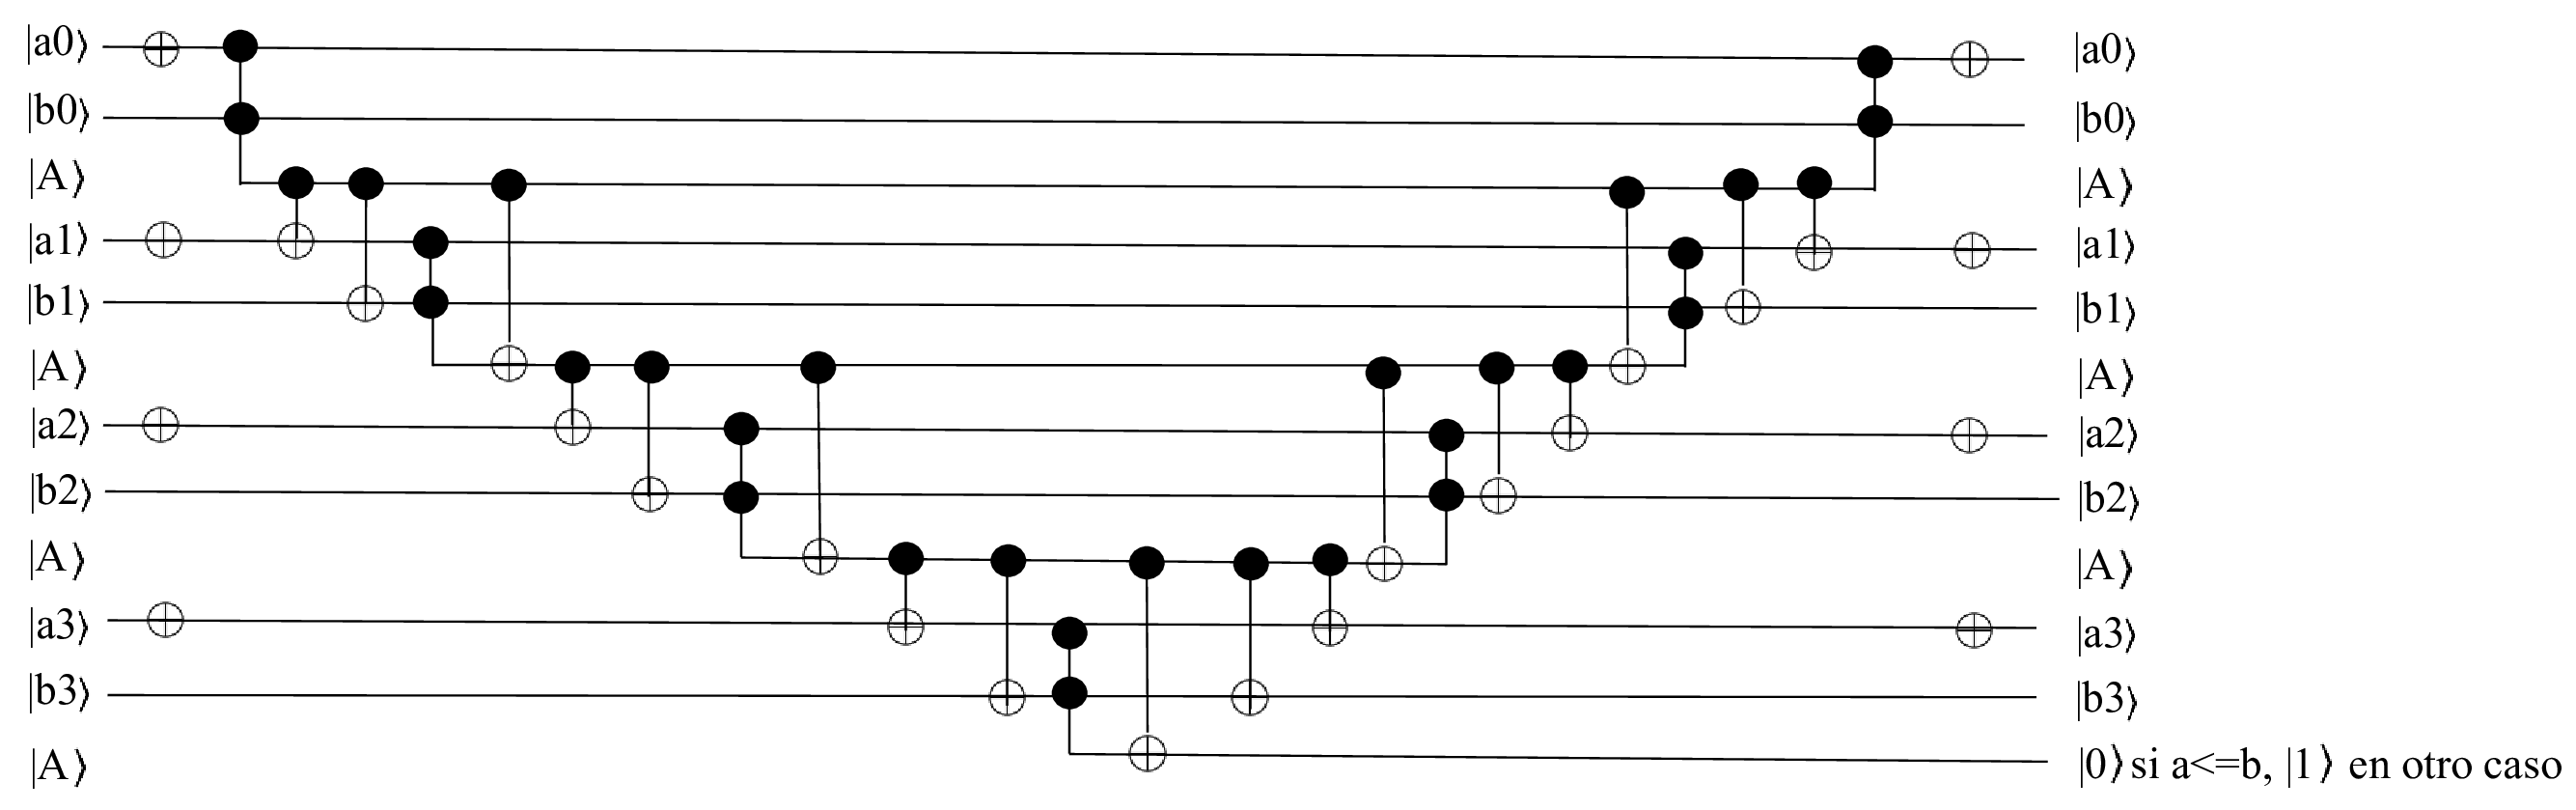 |a0⟩ |a0⟩
|b0⟩ |b0⟩
|A⟩ |A⟩
|a1⟩ |a1⟩
|b1⟩ |b1⟩
|A⟩ |A⟩
|a2⟩ |a2⟩
|b2⟩ |b2⟩
|A⟩ |A⟩
|a3⟩ |a3⟩
|b3⟩ |b3⟩
|A⟩ |0⟩ si a<=b, |1⟩ en otro caso